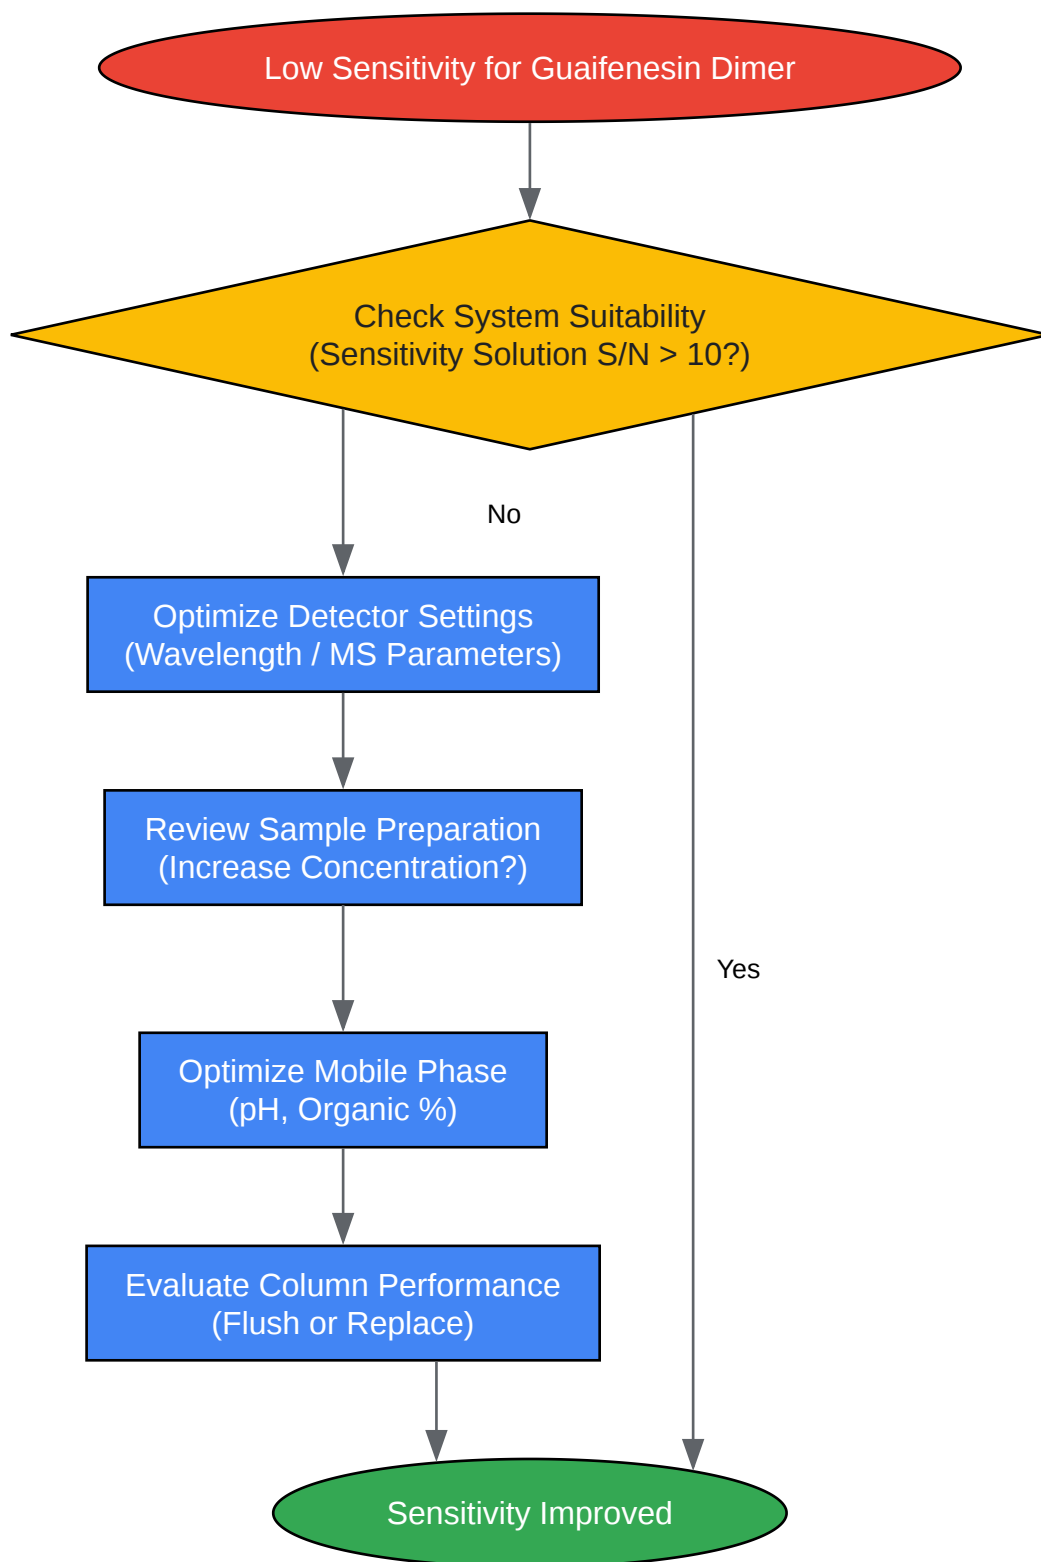 Low Sensitivity for Guaifenesin Dimer
Check System Suitability
(Sensitivity Solution S/N > 10?)
No
Optimize Detector Settings
(Wavelength / MS Parameters)
Review Sample Preparation
(Increase Concentration?)
Yes
Optimize Mobile Phase
(pH, Organic %)
Evaluate Column Performance
(Flush or Replace)
Sensitivity Improved